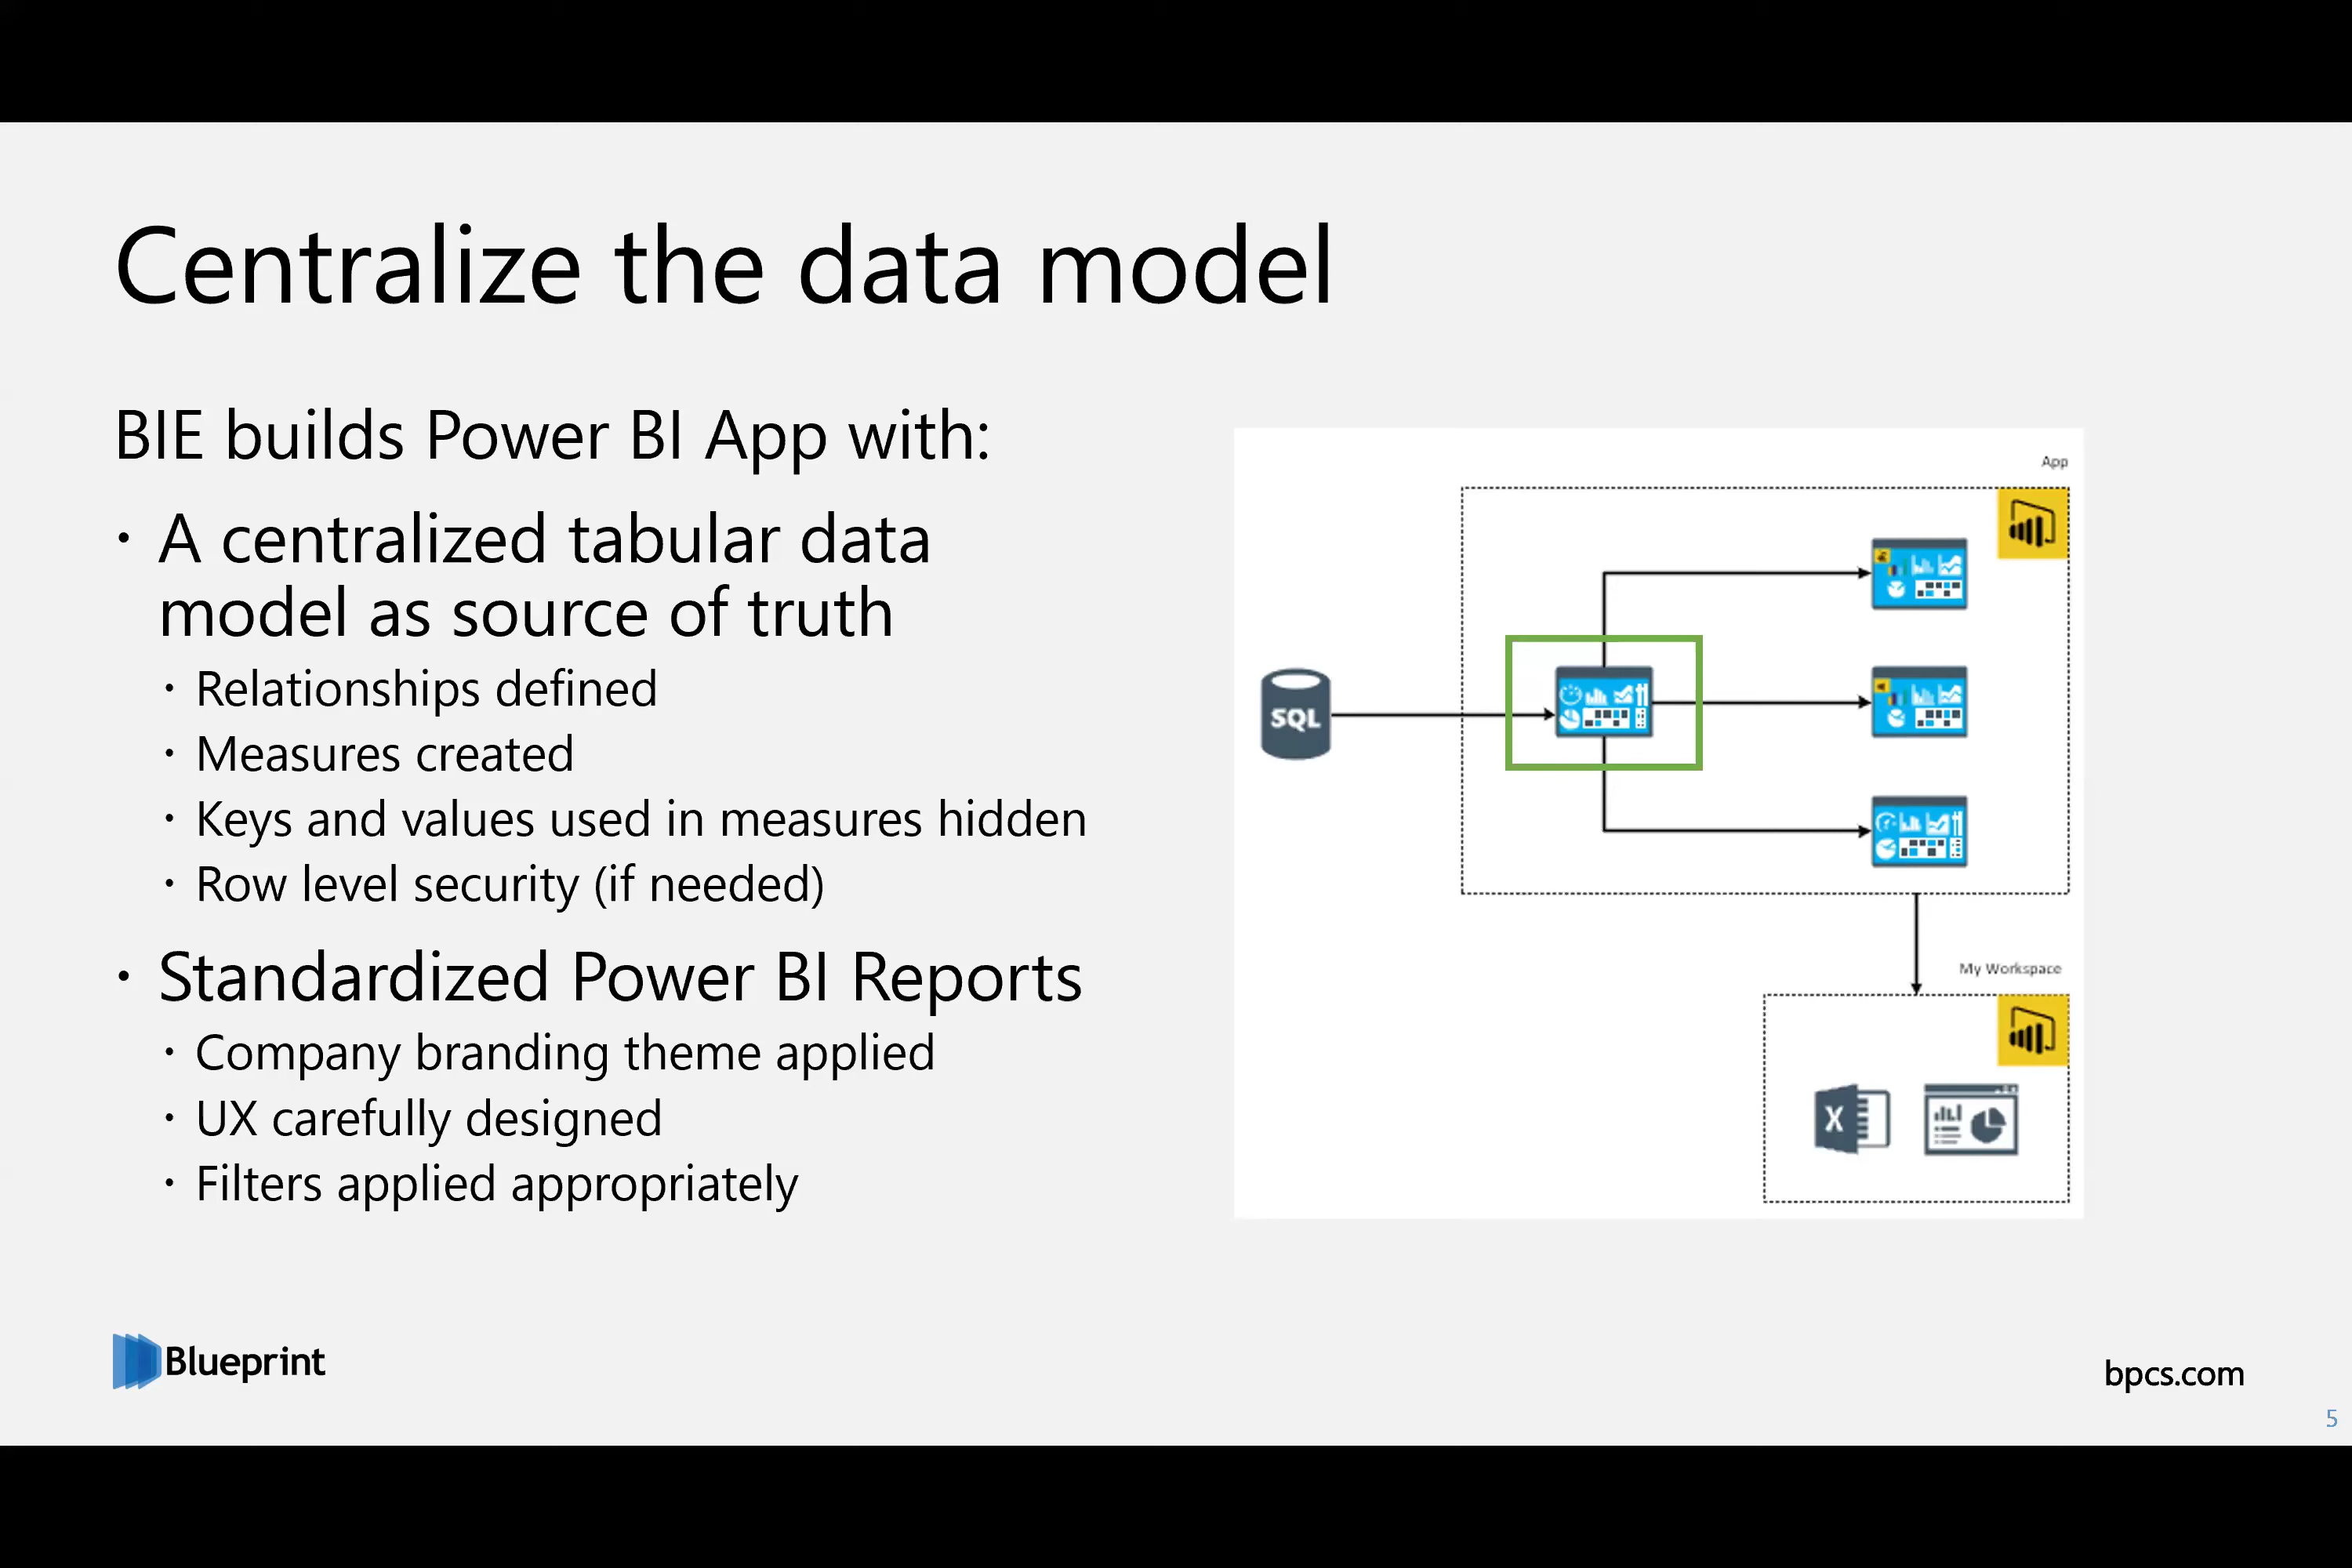 Centralize the data model
BIE builds Power BI App with:
• A centralized tabular data
model as source of truth
• Relationships defined
• Measures created
• Keys and values used in measures hidden
• Row level security (if needed)
• Standardized Power BI Reports
• Company branding theme applied
• UX carefully designed
• Filters applied appropriately
App
SQL
My Workspace
X
Blueprint
bpcs.com
5